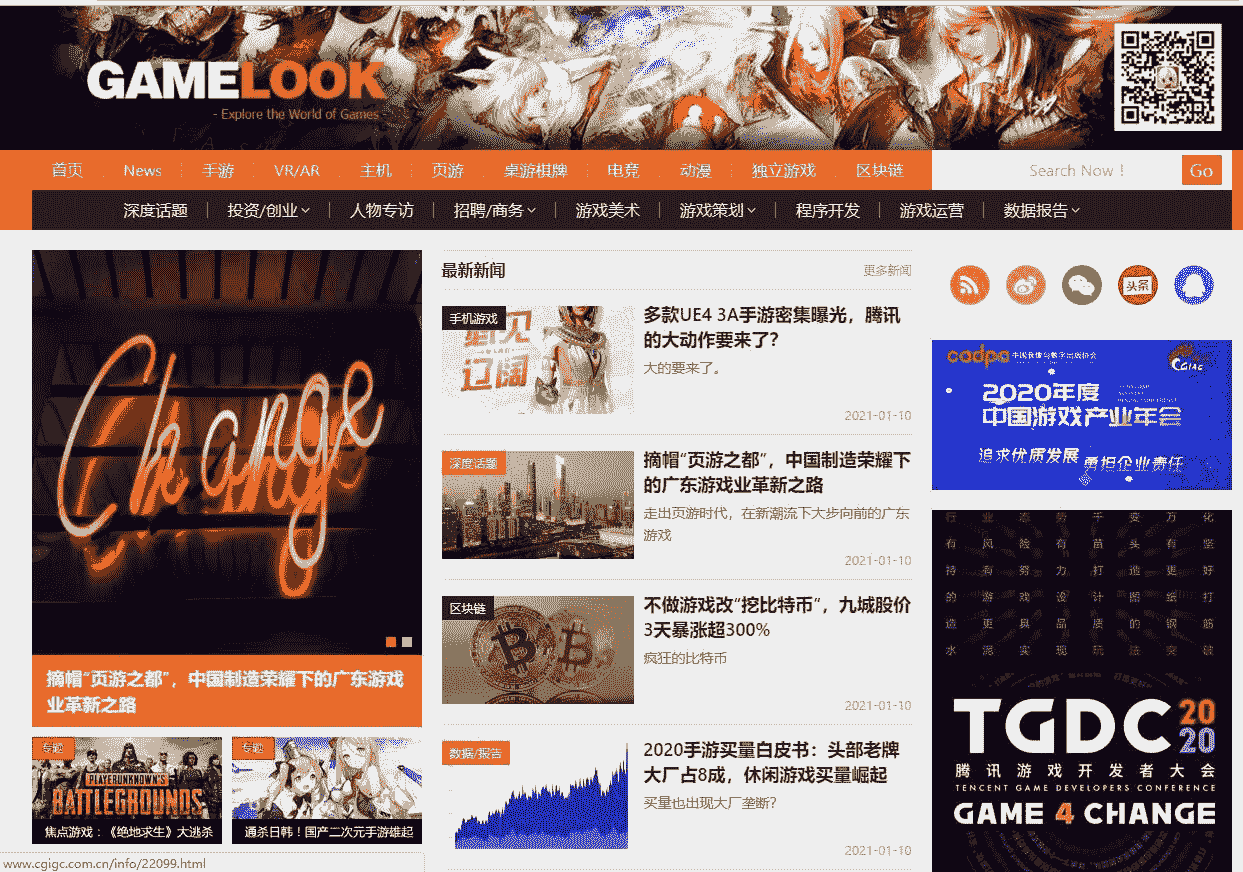 GAMELOOK
- Explore the World of Games -
首页 News 手游 VR/AR 主机 页游 桌游棋牌 电竞 动漫 独立游戏 区块链
Search Now !
Go
深度话题 投资/创业 人物专访 招聘/商务 游戏美术 游戏策划 程序开发 游戏运营 数据报告
Change
摘帽“页游之都”，中国制造荣耀下的广东游戏
业革新之路
专题
PLAYERUNKNOWN'S
BATTLEGROUNDS
焦点游戏：《绝地求生》大逃杀
专题
通杀日韩！国产二次元手游雄起
最新新闻
更多新闻
手机游戏
辽阔
多款UE4 3A手游密集曝光，腾讯
的大动作要来了？
大的要来了。
2021-01-10
深度话题
摘帽“页游之都”，中国制造荣耀下
的广东游戏业革新之路
走出页游时代，在新潮流下大步向前的广东
游戏
2021-01-10
区块链
不做游戏改“挖比特币”，九城股价
3天暴涨超300%
疯狂的比特币
2021-01-10
数据/报告
2020手游买量白皮书：头部老牌
大厂占8成，休闲游戏买量崛起
买量也出现大厂垄断？
2021-01-10
头条
cadpa 中国音像与数字出版协会
CGIAC
2020年度
中国游戏产业年会
追求优质发展 勇担企业责任
行业态势千变万化
有风险有苗头有坚
持有努力打造更好
的游戏设计图纸打
造更具品质的钢筋
水泥实现玩法突破
TGDC 2020
腾讯游戏开发者大会
TENCENT GAME DEVELOPERS CONFERENCE
GAME 4 CHANGE
www.cgigc.com.cn/info/22099.html